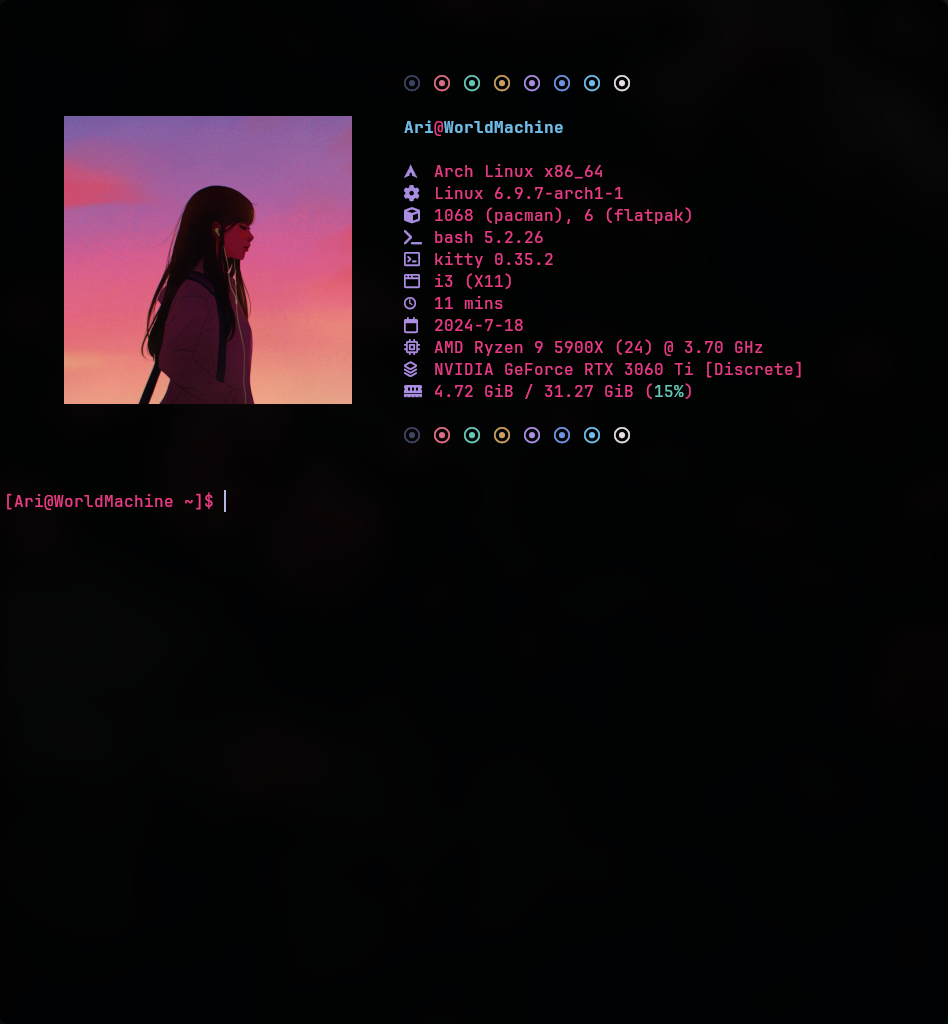 Ari@WorldMachine
Arch Linux x86_64
Linux 6.9.7-arch1-1
1068 (pacman), 6 (flatpak)
bash 5.2.26
kitty 0.35.2
i3 (X11)
11 mins
2024-7-18
AMD Ryzen 9 5900X (24) @ 3.70 GHz
NVIDIA GeForce RTX 3060 Ti [Discrete]
4.72 GiB / 31.27 GiB (15%)
[Ari@WorldMachine ~]$